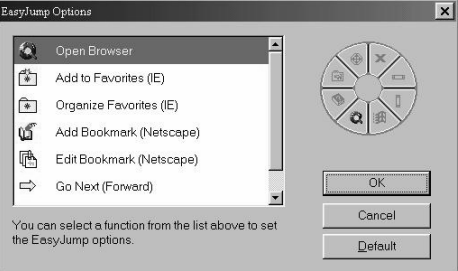 EasyJump Options
Open Browser
Add to Favorites (IE)
Organize Favorites (IE)
Add Bookmark (Netscape)
Edit Bookmark (Netscape)
Go Next (Forward)
You can select a function from the list above to set
the EasyJump options.
OK
Cancel
Default